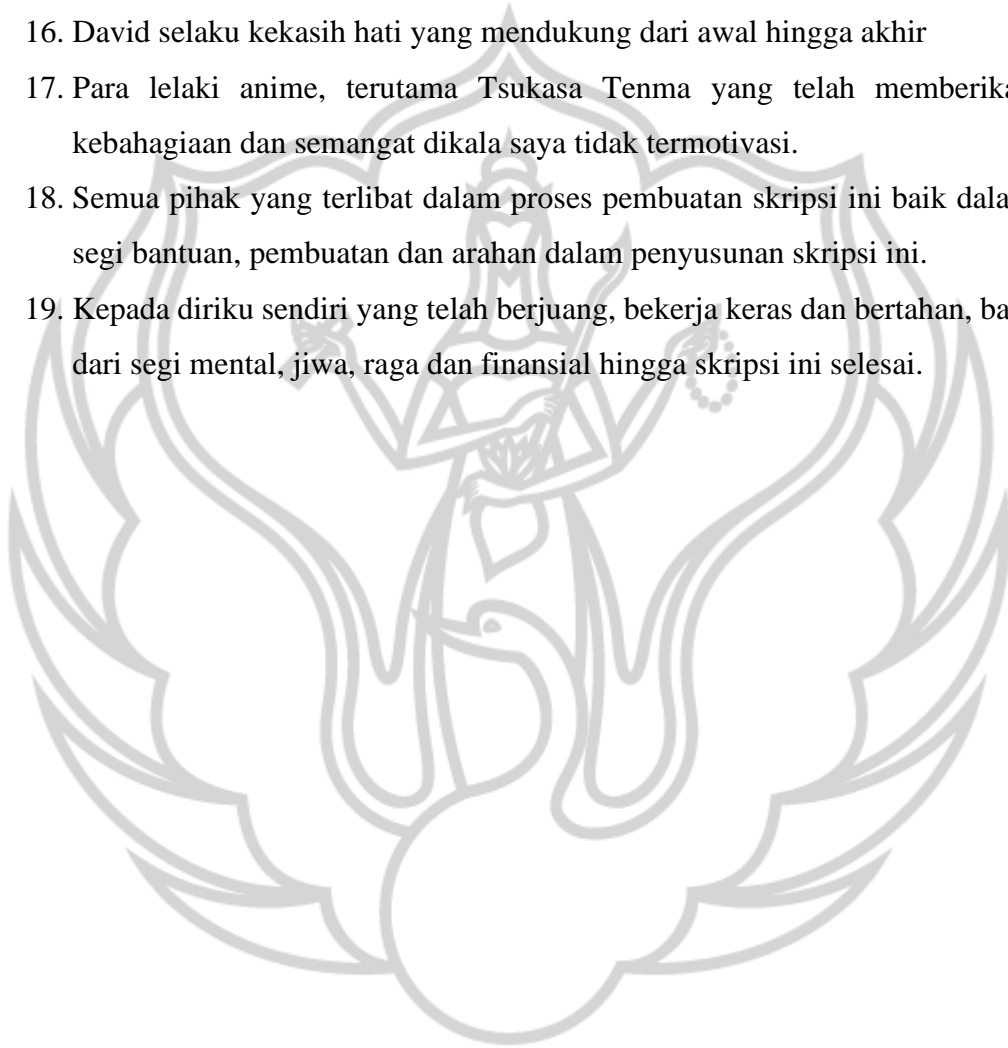 16. David selaku kekasih hati yang mendukung dari awal hingga akhir
17. Para lelaki anime, terutama Tsukasa Tenma yang telah memberika
kebahagiaan dan semangat dikala saya tidak termotivasi.
18. Semua pihak yang terlibat dalam proses pembuatan skripsi ini baik dala
segi bantuan, pembuatan dan arahan dalam penyusunan skripsi ini.
19. Kepada diriku sendiri yang telah berjuang, bekerja keras dan bertahan, ba
dari segi mental, jiwa, raga dan finansial hingga skripsi ini selesai.